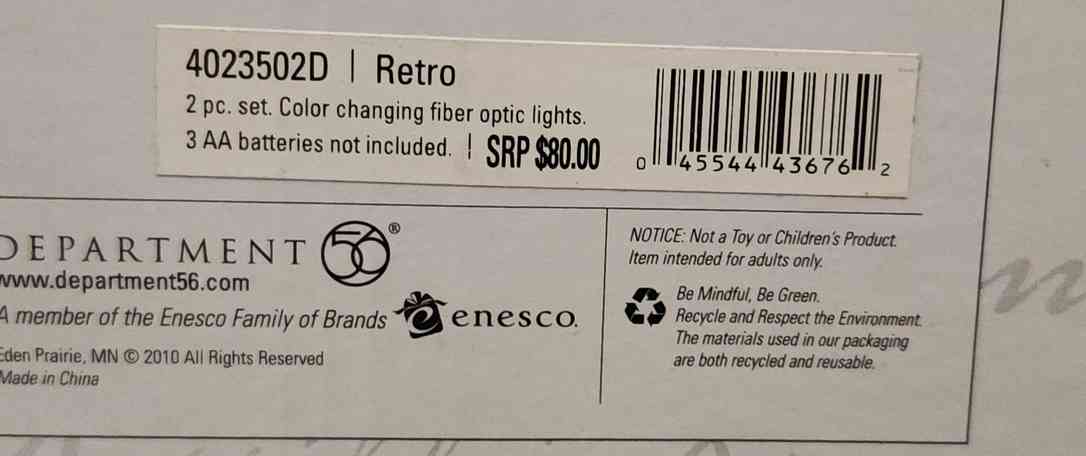 4023502D | Retro
2 pc. set. Color changing fiber optic lights.
3 AA batteries not included. | SRP $80.00
0 45544 43676 2
DEPARTMENT 56®
www.department56.com
A member of the Enesco Family of Brands enesco.
Eden Prairie, MN © 2010 All Rights Reserved
Made in China
NOTICE: Not a Toy or Children's Product.
Item intended for adults only.
Be Mindful, Be Green.
Recycle and Respect the Environment.
The materials used in our packaging
are both recycled and reusable.